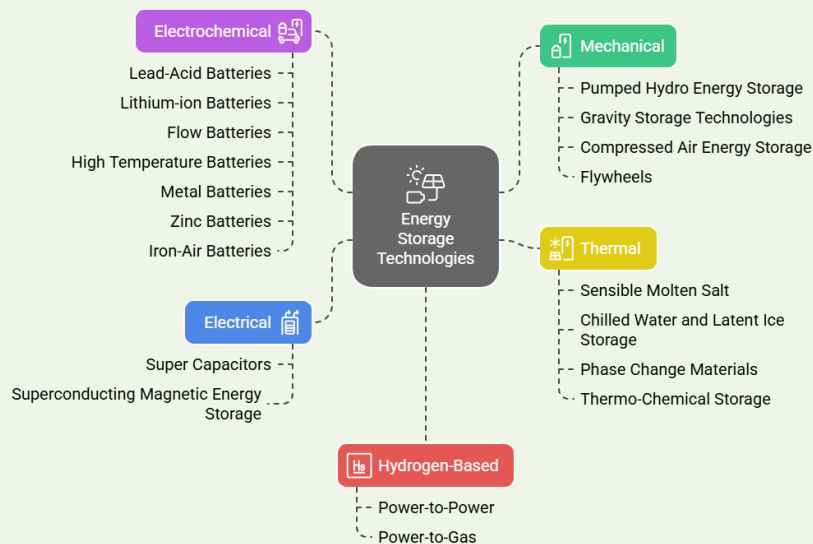 Electrochemical
Lead-Acid Batteries
Lithium-ion Batteries
Flow Batteries
High Temperature Batteries
Metal Batteries
Zinc Batteries
Iron-Air Batteries
Electrical
Super Capacitors
Superconducting Magnetic Energy
Storage
Energy
Storage
Technologies
Mechanical
Pumped Hydro Energy Storage
Gravity Storage Technologies
Compressed Air Energy Storage
Flywheels
Thermal
Sensible Molten Salt
Chilled Water and Latent Ice
Storage
Phase Change Materials
Thermo-Chemical Storage
Hs
Hydrogen-Based
Power-to-Power
Power-to-Gas